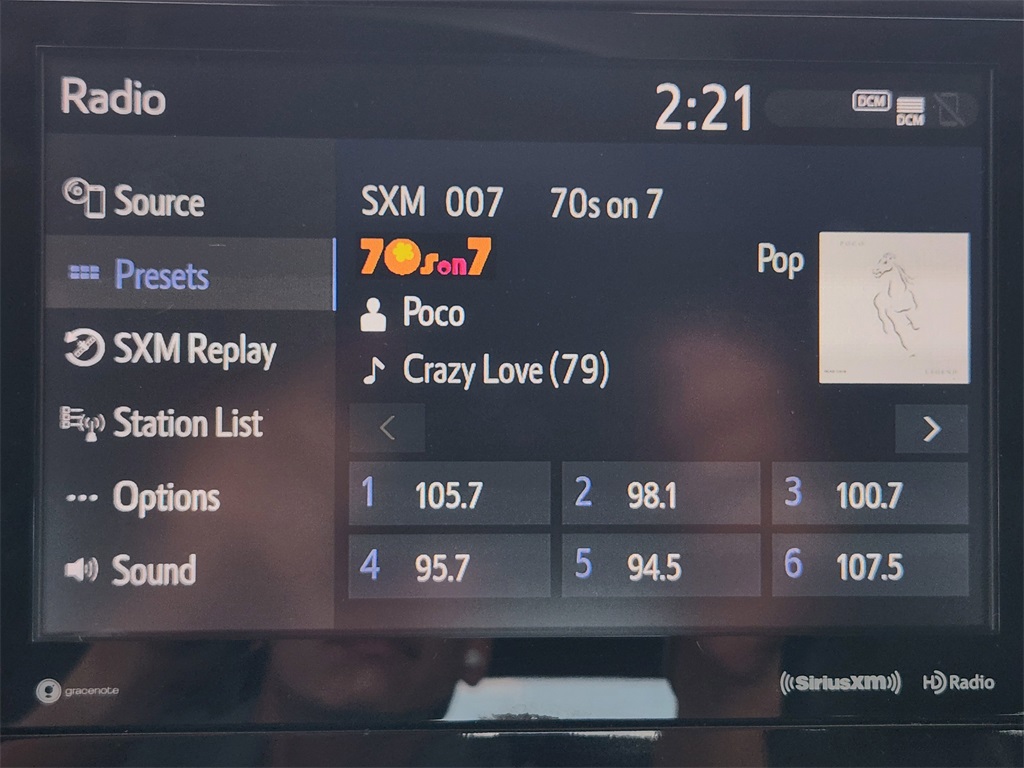 Radio
2:21
DCM
DCM
Source
Presets
SXM Replay
Station List
Options
Sound
SXM 007 70s on 7
70s on 7
Pop
Poco
Crazy Love (79)
<
>
1 105.7
2 98.1
3 100.7
4 95.7
5 94.5
6 107.5
gracenote
((SiriusXM))
HD Radio